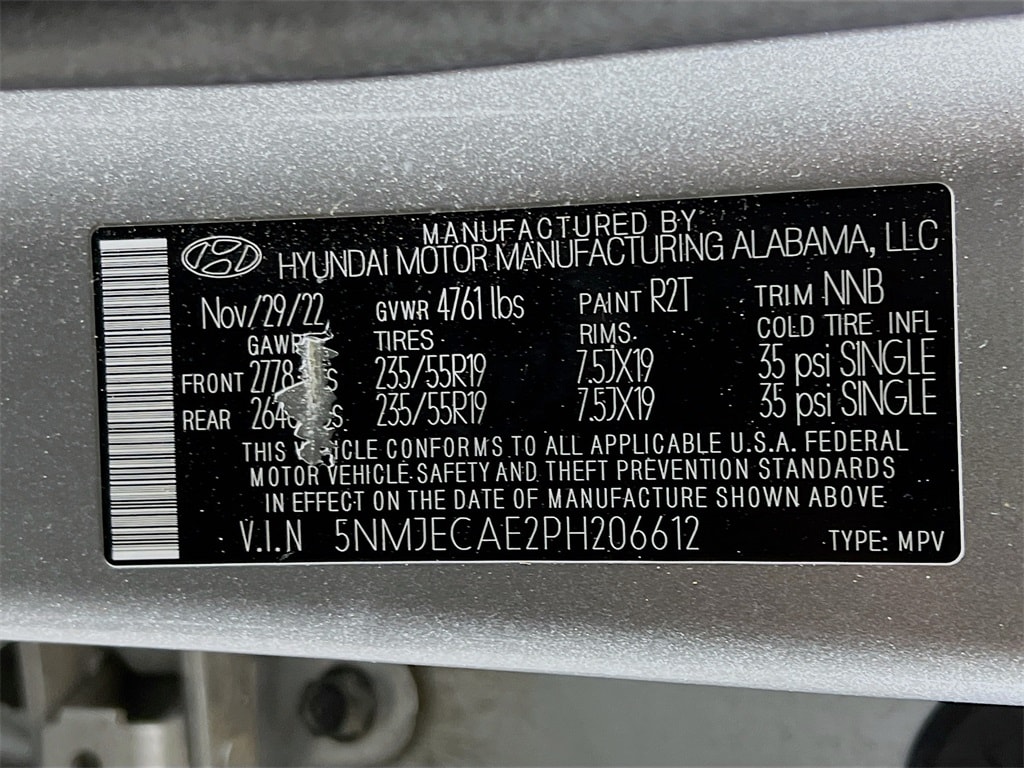 MANUFACTURED BY
HYUNDAI MOTOR MANUFACTURING ALABAMA, LLC
Nov/29/22 GVWR 4761 lbs PAINT R2T TRIM NNB
TIRES RIMS. COLD TIRE INFL
FRONT 2778 235/55R19 7.5JX19 35 psi SINGLE
REAR 235/55R19 7.5JX19 35 psi SINGLE
THIS CONFORMS TO ALL APPLICABLE U.S.A. FEDERAL
MOTOR VEHICLE SAFETY AND THEFT PREVENTION STANDARDS
IN EFFECT ON THE DATE OF MANUFACTURE SHOWN ABOVE.
V.I.N 5NMJECAE2PH206612 TYPE: MPV